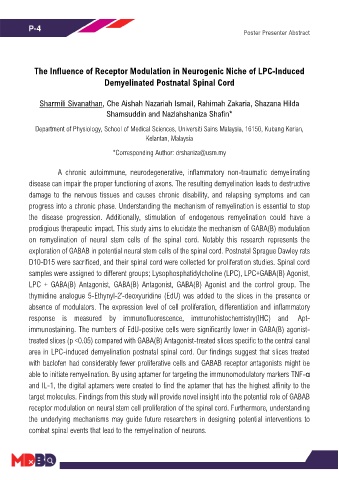 P-4
Poster Presenter Abstract
The Influence of Receptor Modulation in Neurogenic Niche of LPC-Induced
Demyelinated Postnatal Spinal Cord
Sharmili Sivanathan, Che Aishah Nazariah Ismail, Rahimah Zakaria, Shazana Hilda
Shamsuddin and Nazlahshaniza Shafin*
Department of Physiology, School of Medical Sciences, Universiti Sains Malaysia, 16150, Kubang Kerian,
Kelantan, Malaysia
*Corresponding Author: drshaniza@usm.my
A chronic autoimmune, neurodegenerative, inflammatory non-traumatic demyelinating
disease can impair the proper functioning of axons. The resulting demyelination leads to destructive
damage to the nervous tissues and causes chronic disability, and relapsing symptoms and can
progress into a chronic phase. Understanding the mechanism of remyelination is essential to stop
the disease progression. Additionally, stimulation of endogenous remyelination could have a
prodigious therapeutic impact. This study aims to elucidate the mechanism of GABA(B) modulation
on remyelination of neural stem cells of the spinal cord. Notably this research represents the
exploration of GABAB in potential neural stem cells of the spinal cord. Postnatal Sprague Dawley rats
D10-D15 were sacrificed, and their spinal cord were collected for proliferation studies. Spinal cord
samples were assigned to different groups; Lysophosphatidylcholine (LPC), LPC+GABA(B) Agonist,
LPC + GABA(B) Antagonist, GABA(B) Antagonist, GABA(B) Agonist and the control group. The
thymidine analogue 5-Ethynyl-2′-deoxyuridine (EdU) was added to the slices in the presence or
absence of modulators. The expression level of cell proliferation, differentiation and inflammatory
response is measured by immunofluorescence, immunohistochemistry(IHC) and Apt-
immunostaining. The numbers of EdU-positive cells were significantly lower in GABA(B) agonist-
treated slices (p <0.05) compared with GABA(B) Antagonist-treated slices specific to the central canal
area in LPC-induced demyelination postnatal spinal cord. Our findings suggest that slices treated
with baclofen had considerably fewer proliferative cells and GABAB receptor antagonists might be
able to initiate remyelination. By using aptamer for targeting the immunomodulatory markers TNF-α
and IL-1, the digital aptamers were created to find the aptamer that has the highest affinity to the
target molecules. Findings from this study will provide novel insight into the potential role of GABAB
receptor modulation on neural stem cell proliferation of the spinal cord. Furthermore, understanding
the underlying mechanisms may guide future researchers in designing potential interventions to
combat spinal events that lead to the remyelination of neurons.